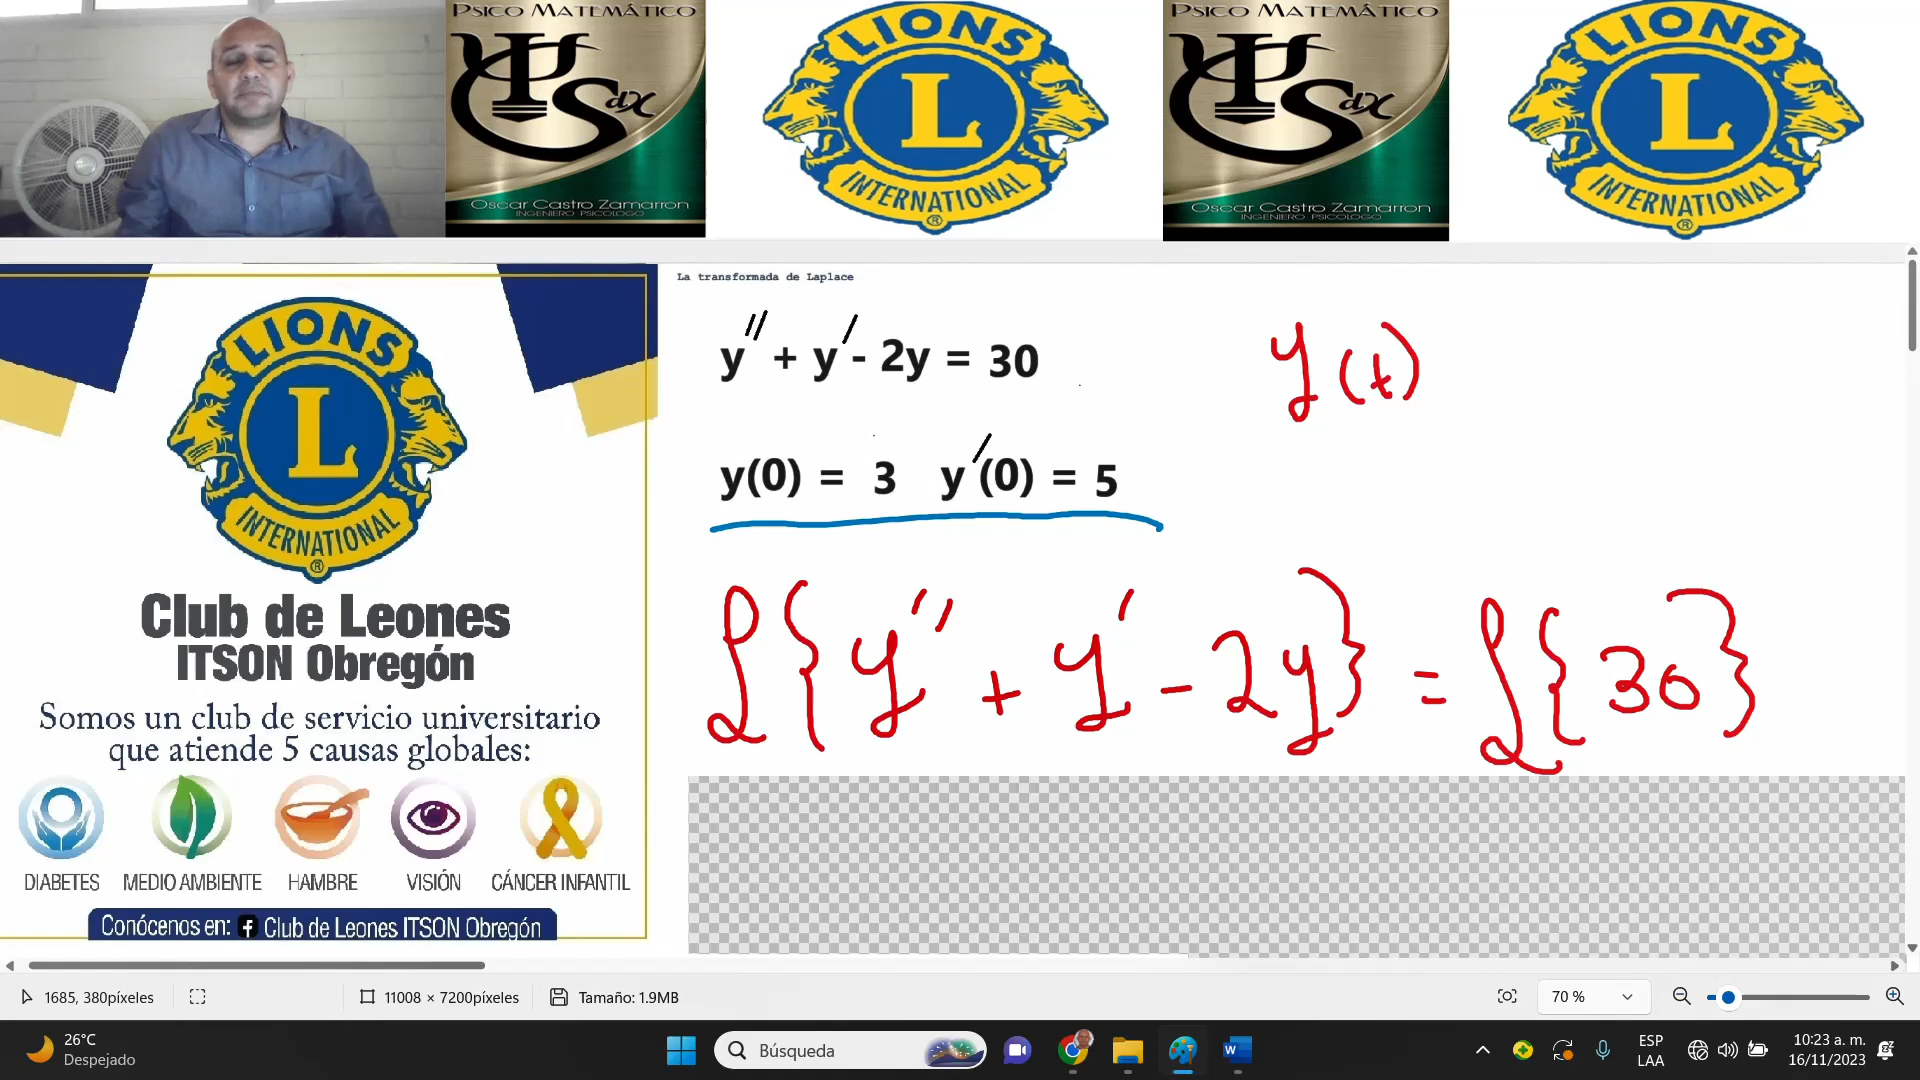 PSICO MATEMÁTICO
dx
OSCAR CASTRO ZAMARRON
INGENIERO PSICOLOGO
LIONS
L
INTERNATIONAL
®
PSICO MATEMÁTICO
dx
OSCAR CASTRO ZAMARRON
INGENIERO PSICOLOGO
LIONS
L
INTERNATIONAL
®
LIONS
L
INTERNATIONAL
®
Club de Leones
ITSON Obregón
Somos un club de servicio universitario
que atiende 5 causas globales:
DIABETES MEDIO AMBIENTE HAMBRE VISIÓN CÁNCER INFANTIL
Conócenos en: f Club de Leones ITSON Obregón
La transformada de Laplace
y'' + y' - 2y = 30
y(t)
y(0) = 3 y'(0) = 5
ℒ{y'' + y' - 2y} = ℒ{30}
1685, 380píxeles 11008 × 7200píxeles Tamaño: 1.9MB 70 %
26°C
Despejado
Búsqueda
W
ESP
LAA
10:23 a. m.
16/11/2023